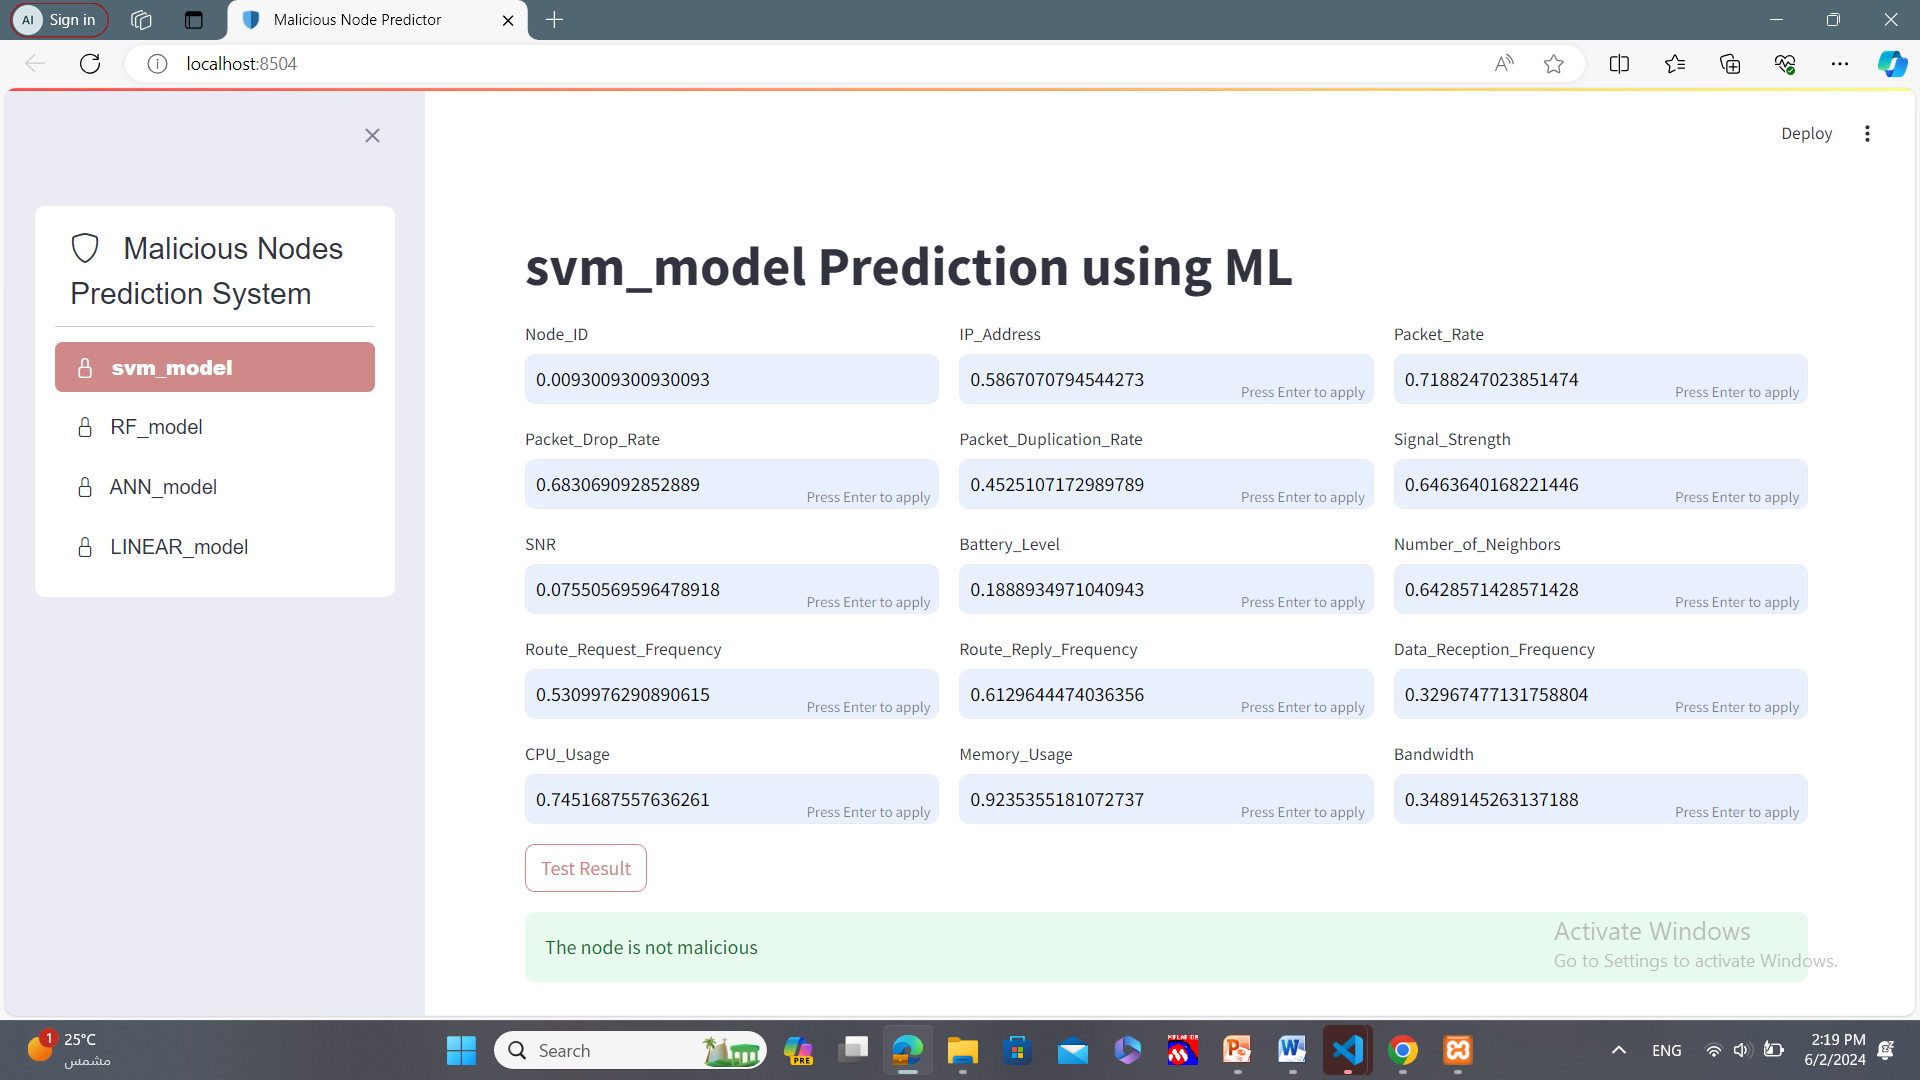 AI Sign in
Malicious Node Predictor
localhost:8504
Deploy
Malicious Nodes
Prediction System
svm_model
RF_model
ANN_model
LINEAR_model
svm_model Prediction using ML
Node_ID IP_Address Packet_Rate
0.0093009300930093 0.5867070794544273 Press Enter to apply 0.7188247023851474 Press Enter to apply
Packet_Drop_Rate Packet_Duplication_Rate Signal_Strength
0.683069092852889 Press Enter to apply 0.4525107172989789 Press Enter to apply 0.6463640168221446 Press Enter to apply
SNR Battery_Level Number_of_Neighbors
0.07550569596478918 Press Enter to apply 0.1888934971040943 Press Enter to apply 0.6428571428571428 Press Enter to apply
Route_Request_Frequency Route_Reply_Frequency Data_Reception_Frequency
0.5309976290890615 Press Enter to apply 0.6129644474036356 Press Enter to apply 0.32967477131758804 Press Enter to apply
CPU_Usage Memory_Usage Bandwidth
0.7451687557636261 Press Enter to apply 0.9235355181072737 Press Enter to apply 0.3489145263137188 Press Enter to apply
Test Result
The node is not malicious
Activate Windows
Go to Settings to activate Windows.
1 25°C
مشمس
Search
PRE
ENG
2:19 PM
6/2/2024